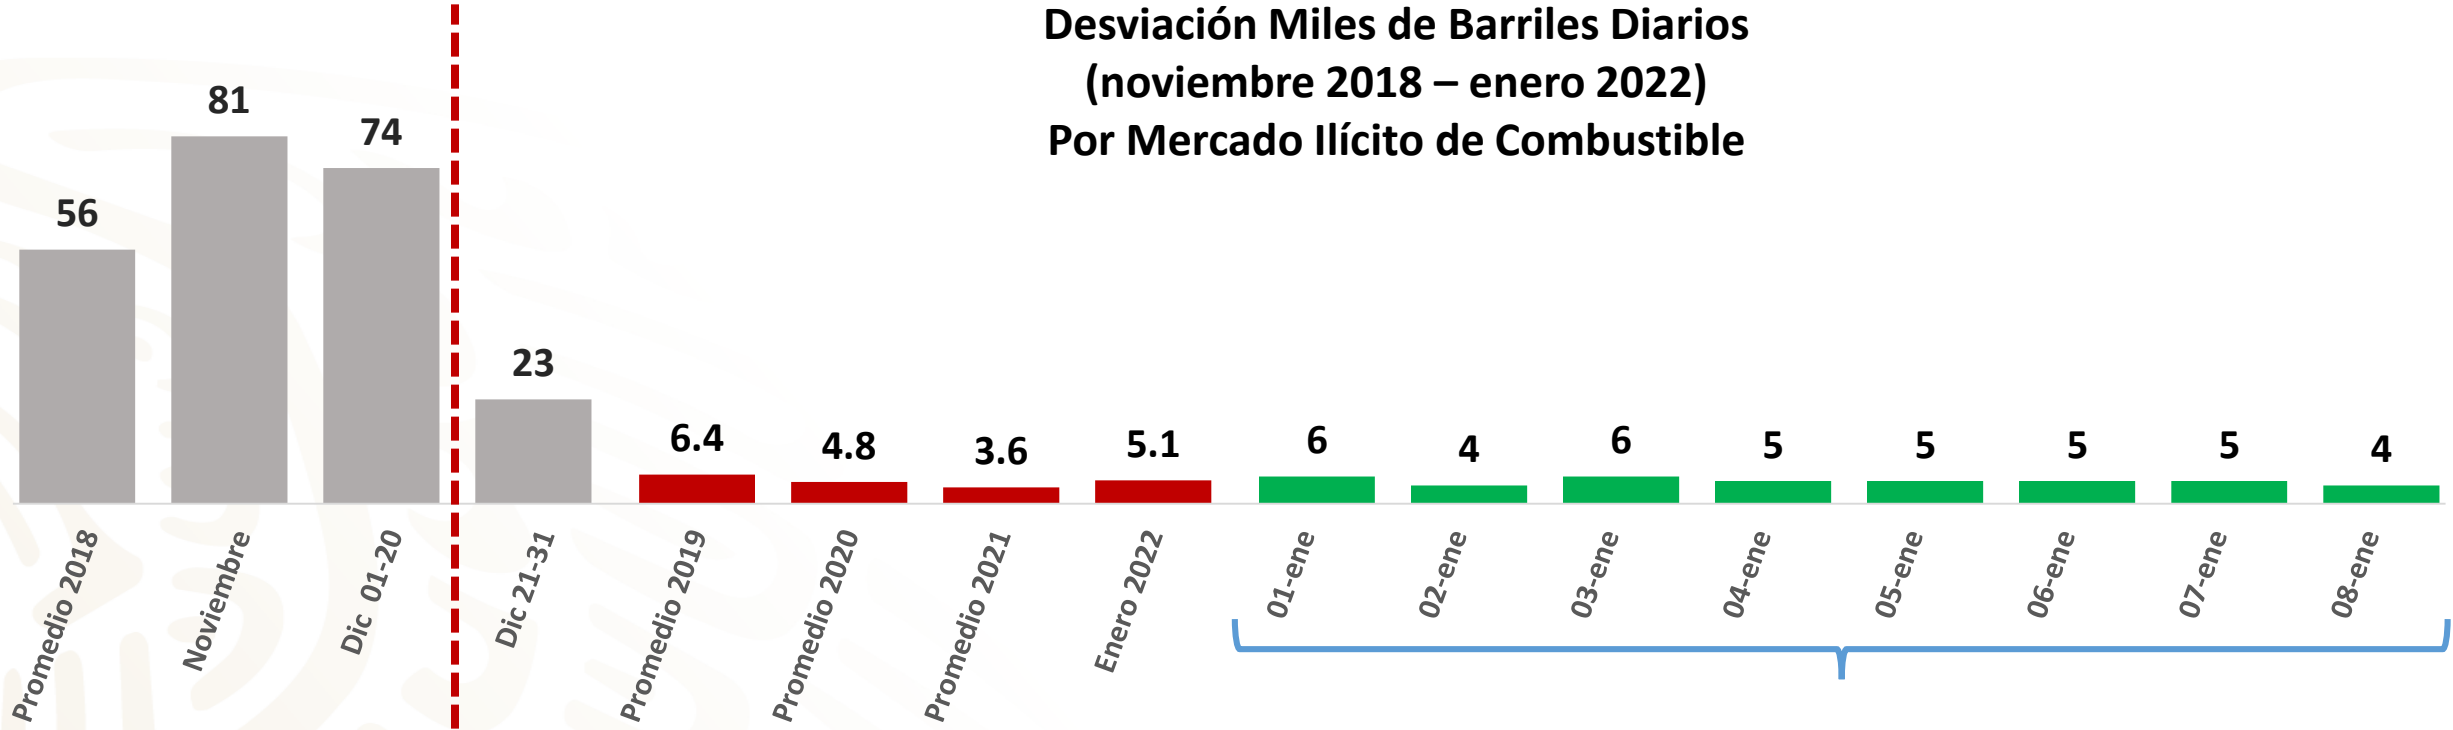 Desviación Miles de Barriles Diarios
(noviembre 2018 – enero 2022)
Por Mercado Ilícito de Combustible
56
81
74
23
6.4
4.8
3.6
5.1
6
4
6
5
5
5
5
4
Promedio 2018
Noviembre
Dic 01-20
Dic 21-31
Promedio 2019
Promedio 2020
Promedio 2021
Enero 2022
01-ene
02-ene
03-ene
04-ene
05-ene
06-ene
07-ene
08-ene